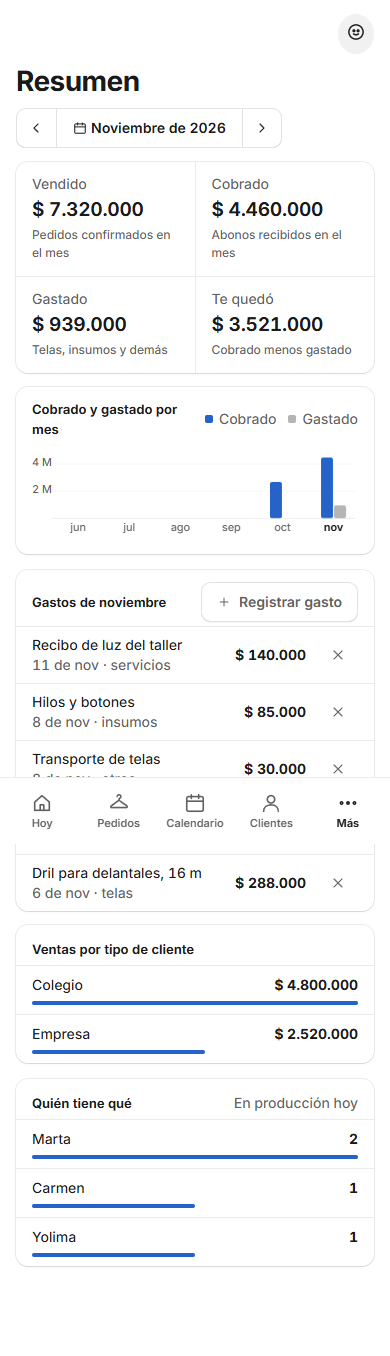 Resumen
Noviembre de 2026
Vendido
$ 7.320.000
Pedidos confirmados en
el mes
Cobrado
$ 4.460.000
Abonos recibidos en el
mes
Gastado
$ 939.000
Telas, insumos y demás
Te quedó
$ 3.521.000
Cobrado menos gastado
Cobrado y gastado por
mes
Cobrado
Gastado
4 M
2 M
jun jul ago sep oct nov
Gastos de noviembre
+ Registrar gasto
Recibo de luz del taller
11 de nov · servicios
$ 140.000
Hilos y botones
8 de nov · insumos
$ 85.000
Transporte de telas
$ 30.000
Hoy
Pedidos
Calendario
Clientes
Más
Dril para delantales, 16 m
6 de nov · telas
$ 288.000
Ventas por tipo de cliente
Colegio $ 4.800.000
Empresa $ 2.520.000
Quién tiene qué
En producción hoy
Marta 2
Carmen 1
Yolima 1